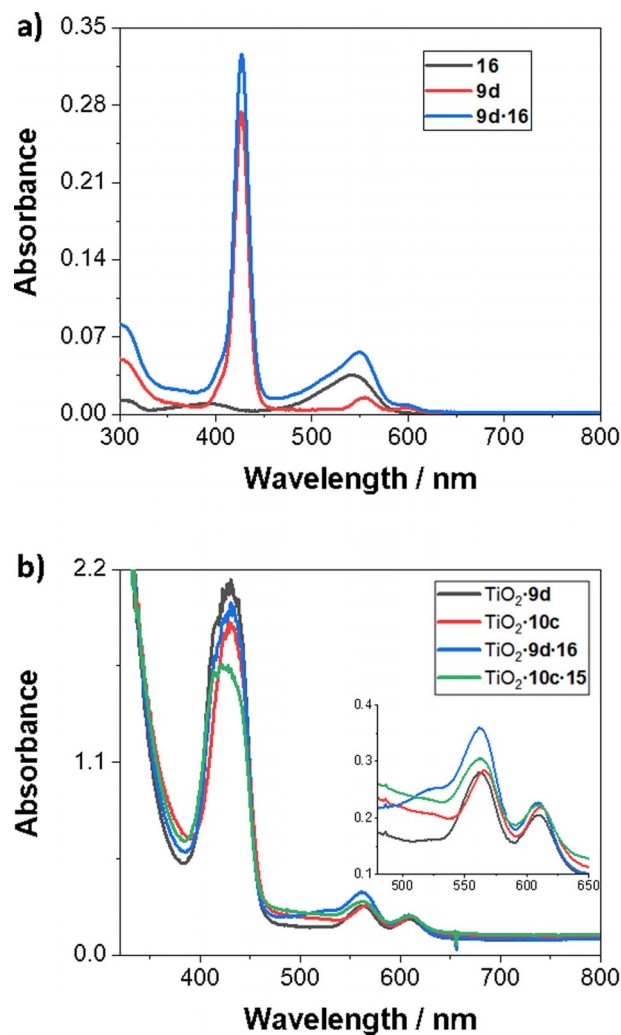 a)
0.35
0.28
0.21
0.14
0.07
0.00
Absorbance
16
9d
9d·16
300 400 500 600 700 800
Wavelength / nm
b)
2.2
1.1
0.0
Absorbance
TiO₂·9d
TiO₂·10c
TiO₂·9d·16
TiO₂·10c·15
0.4
0.3
0.2
0.1
500 550 600 650
400 500 600 700 800
Wavelength / nm